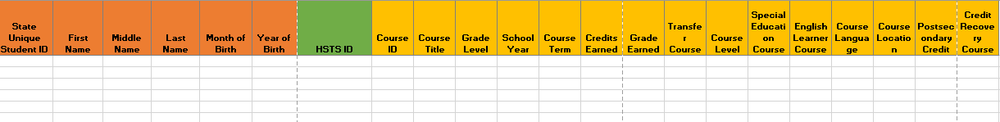 State Unique Student ID
First Name
Middle Name
Last Name
Month of Birth
Year of Birth
HSTS ID
Course ID
Course Title
Grade Level
School Year
Course Term
Credits Earned
Grade Earned
Transfer Course
Course Level
Special Education Course
English Learner Course
Course Language
Course Location
Postsecondary Credit
Credit Recovery Course